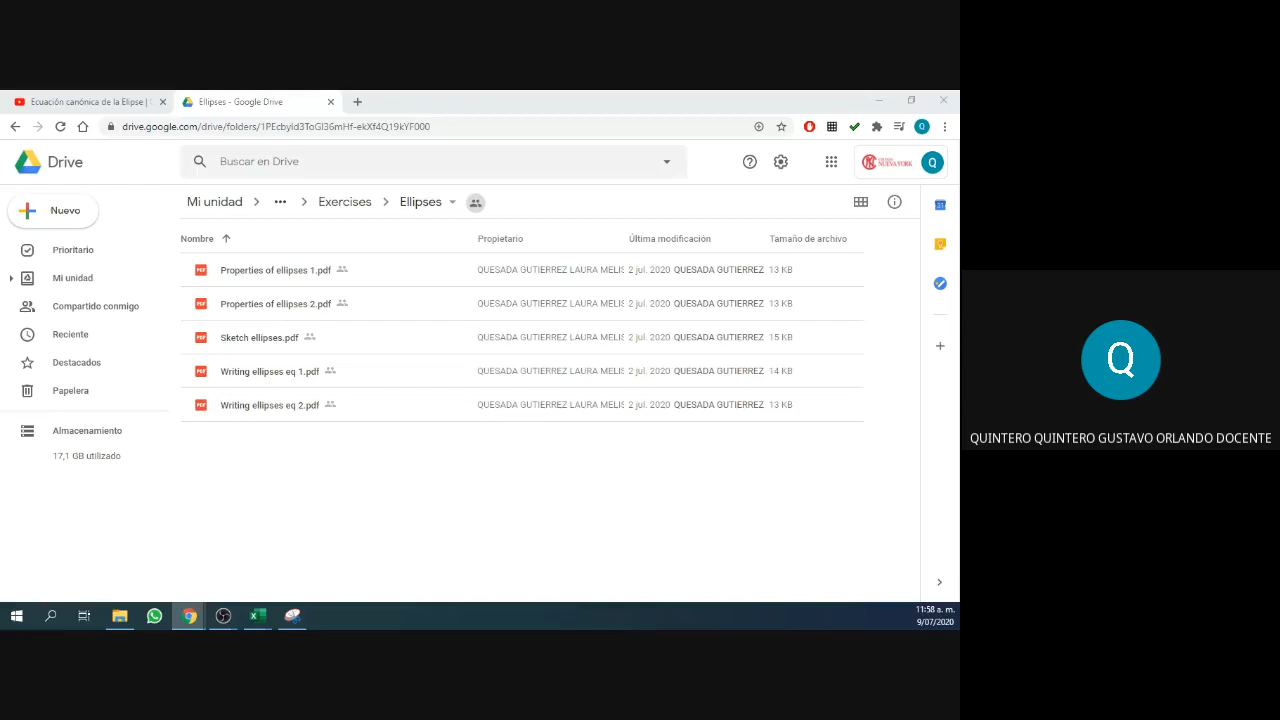 Ecuación canónica de la Elipse |
Ellipses - Google Drive
drive.google.com/drive/folders/1PEcbyld3ToGl36mHf-ekXf4Q19kYF000
Drive
Buscar en Drive
NUEVA YORK
Q
Nuevo
Mi unidad
Exercises
Ellipses
Nombre
Propietario
Última modificación
Tamaño de archivo
Prioritario
Mi unidad
Compartido conmigo
Reciente
Destacados
Papelera
Almacenamiento
17,1 GB utilizado
Properties of ellipses 1.pdf QUESADA GUTIERREZ LAURA MELIS 2 jul. 2020 QUESADA GUTIERREZ 13 KB
Properties of ellipses 2.pdf QUESADA GUTIERREZ LAURA MELIS 2 jul. 2020 QUESADA GUTIERREZ 13 KB
Sketch ellipses.pdf QUESADA GUTIERREZ LAURA MELIS 2 jul. 2020 QUESADA GUTIERREZ 15 KB
Writing ellipses eq 1.pdf QUESADA GUTIERREZ LAURA MELIS 2 jul. 2020 QUESADA GUTIERREZ 14 KB
Writing ellipses eq 2.pdf QUESADA GUTIERREZ LAURA MELIS 2 jul. 2020 QUESADA GUTIERREZ 13 KB
11:58 a. m.
9/07/2020
Q
QUINTERO QUINTERO GUSTAVO ORLANDO DOCENTE